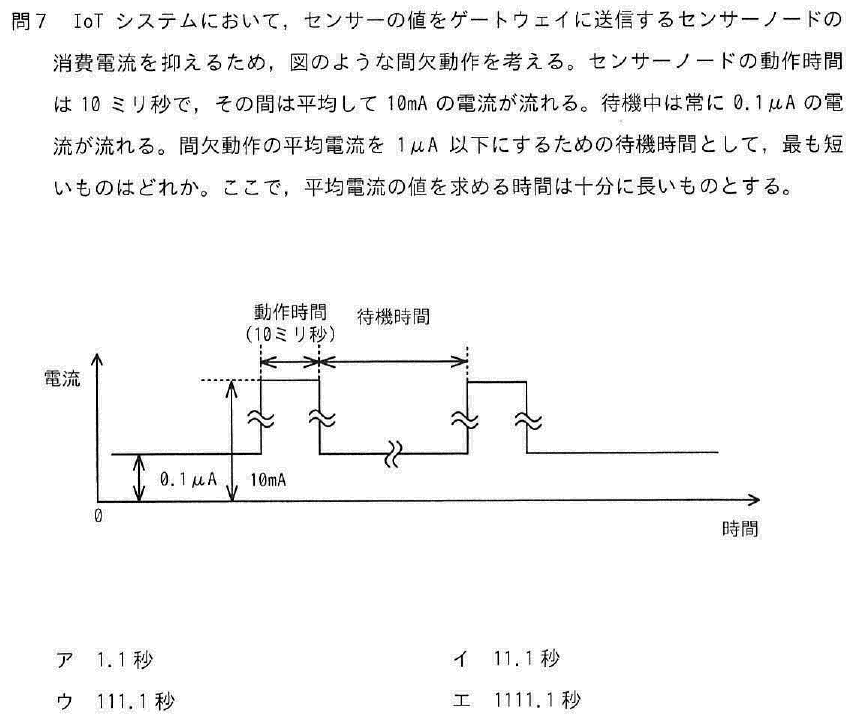 問7 IoT システムにおいて，センサーの値をゲートウェイに送信するセンサーノードの
消費電流を抑えるため，図のような間欠動作を考える。センサーノードの動作時間
は 10 ミリ秒で，その間は平均して 10mA の電流が流れる。待機中は常に 0.1μA の電
流が流れる。間欠動作の平均電流を 1μA 以下にするための待機時間として，最も短
いものはどれか。ここで，平均電流の値を求める時間は十分に長いものとする。
動作時間
(10ミリ秒)
待機時間
電流
0.1μA
10mA
0
時間
ア 1.1 秒
イ 11.1 秒
ウ 111.1 秒
エ 1111.1 秒